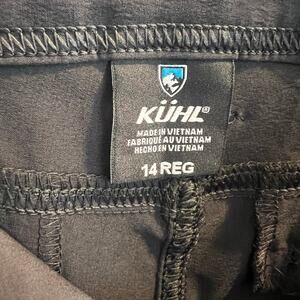 KÜHL®
MADE IN VIETNAM
FABRIQUÉ AU VIETNAM
HECHO EN VIETNAM
14 REG